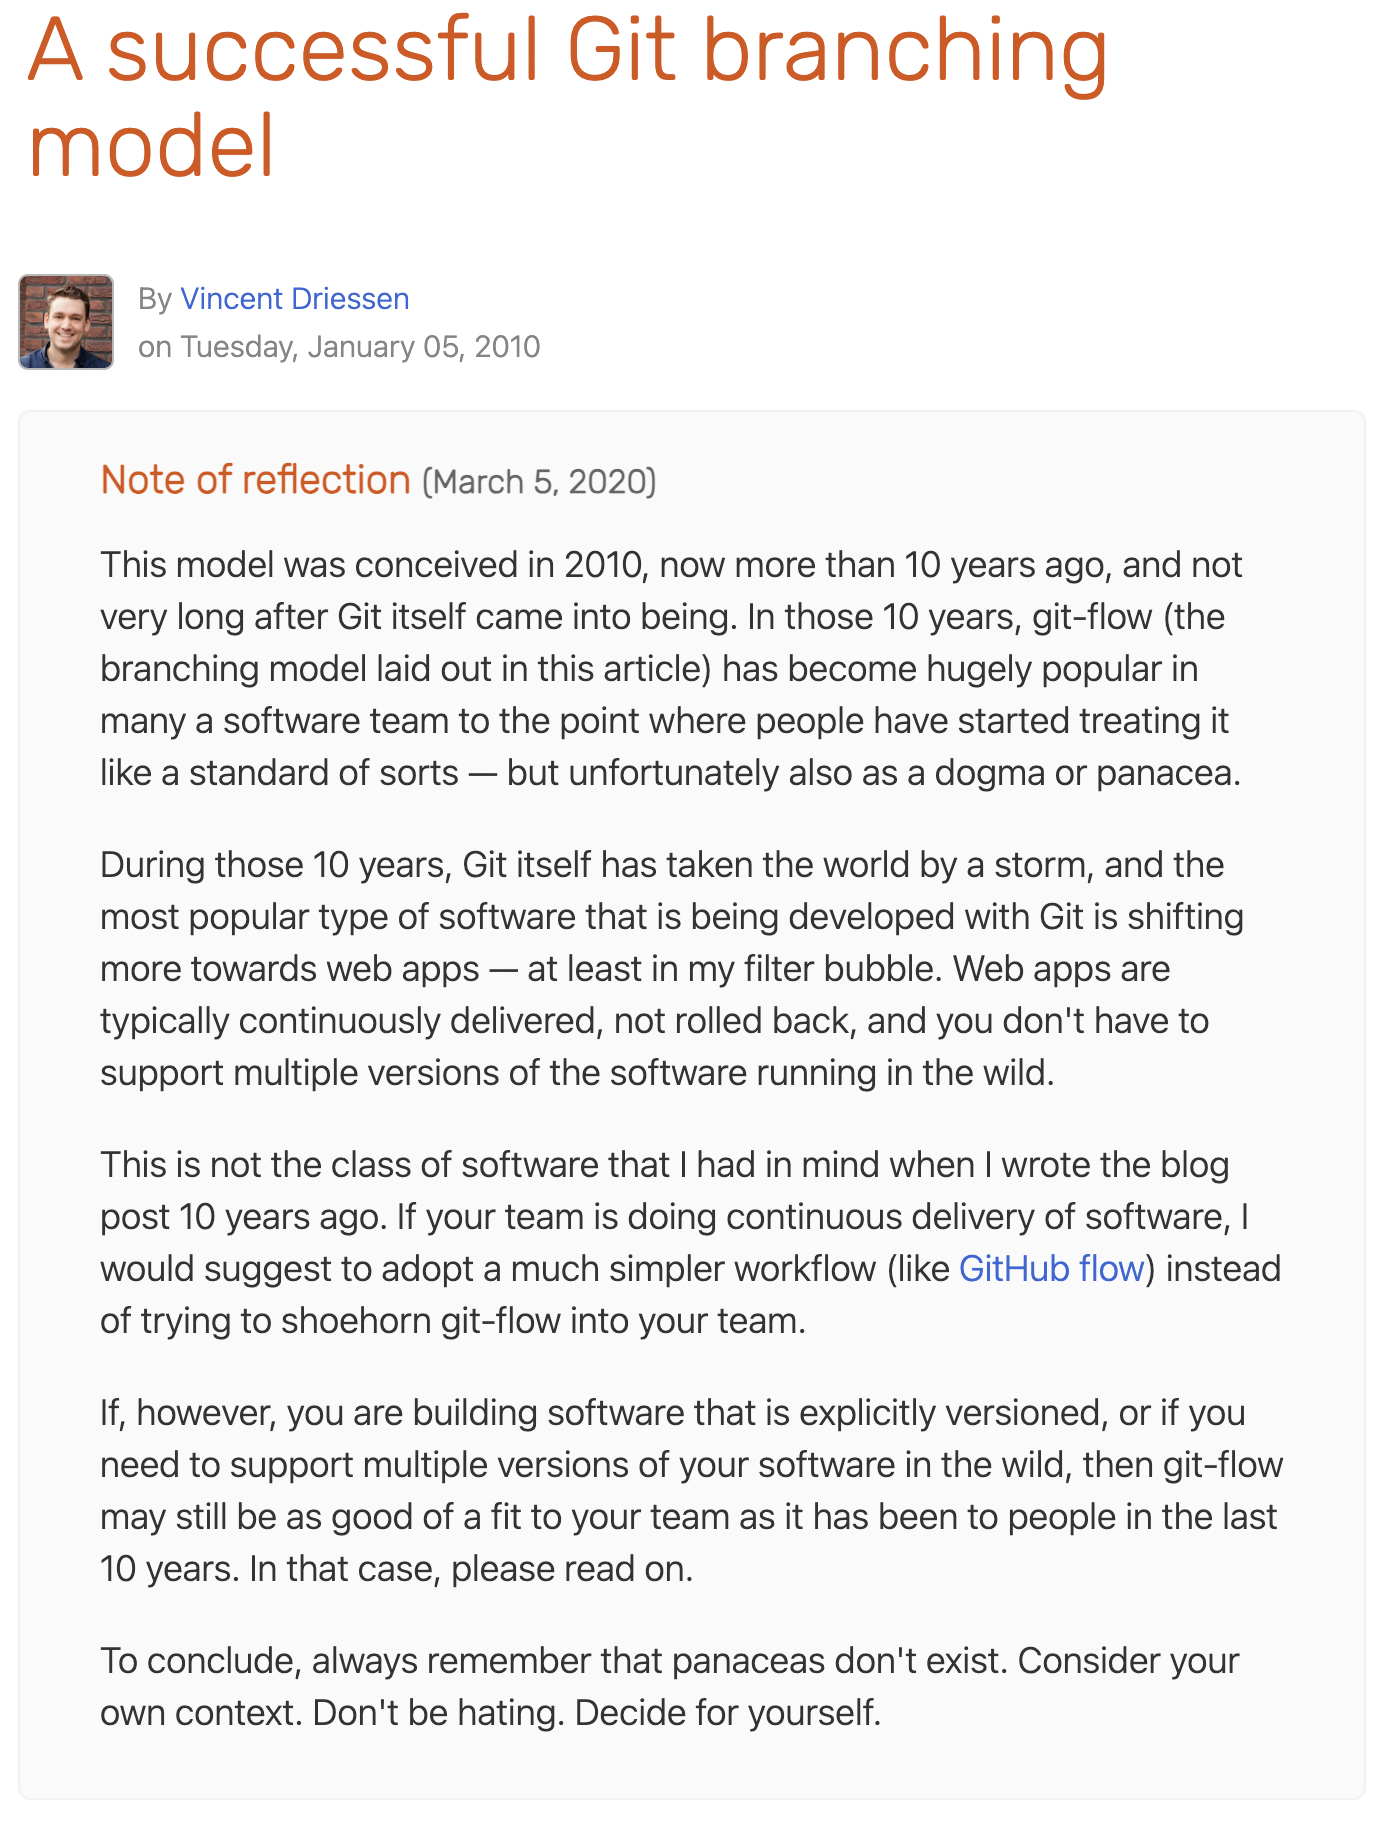 A successful Git branching
model
By Vincent Driessen
on Tuesday, January 05, 2010
Note of reflection (March 5, 2020)
This model was conceived in 2010, now more than 10 years ago, and not
very long after Git itself came into being. In those 10 years, git-flow (the
branching model laid out in this article) has become hugely popular in
many a software team to the point where people have started treating it
like a standard of sorts — but unfortunately also as a dogma or panacea.
During those 10 years, Git itself has taken the world by a storm, and the
most popular type of software that is being developed with Git is shifting
more towards web apps — at least in my filter bubble. Web apps are
typically continuously delivered, not rolled back, and you don't have to
support multiple versions of the software running in the wild.
This is not the class of software that I had in mind when I wrote the blog
post 10 years ago. If your team is doing continuous delivery of software, I
would suggest to adopt a much simpler workflow (like GitHub flow) instead
of trying to shoehorn git-flow into your team.
If, however, you are building software that is explicitly versioned, or if you
need to support multiple versions of your software in the wild, then git-flow
may still be as good of a fit to your team as it has been to people in the last
10 years. In that case, please read on.
To conclude, always remember that panaceas don't exist. Consider your
own context. Don't be hating. Decide for yourself.